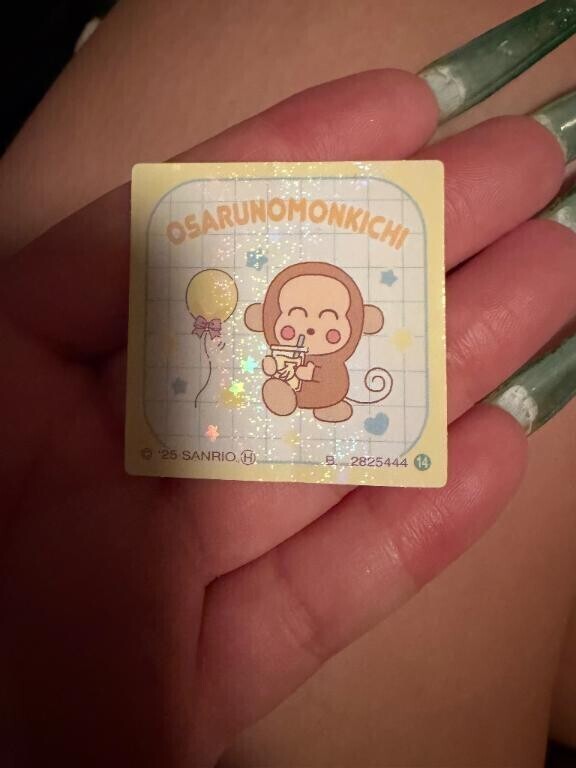 OSARUNOMONKICHI
© '25 SANRIO Ⓗ B 2825444 14